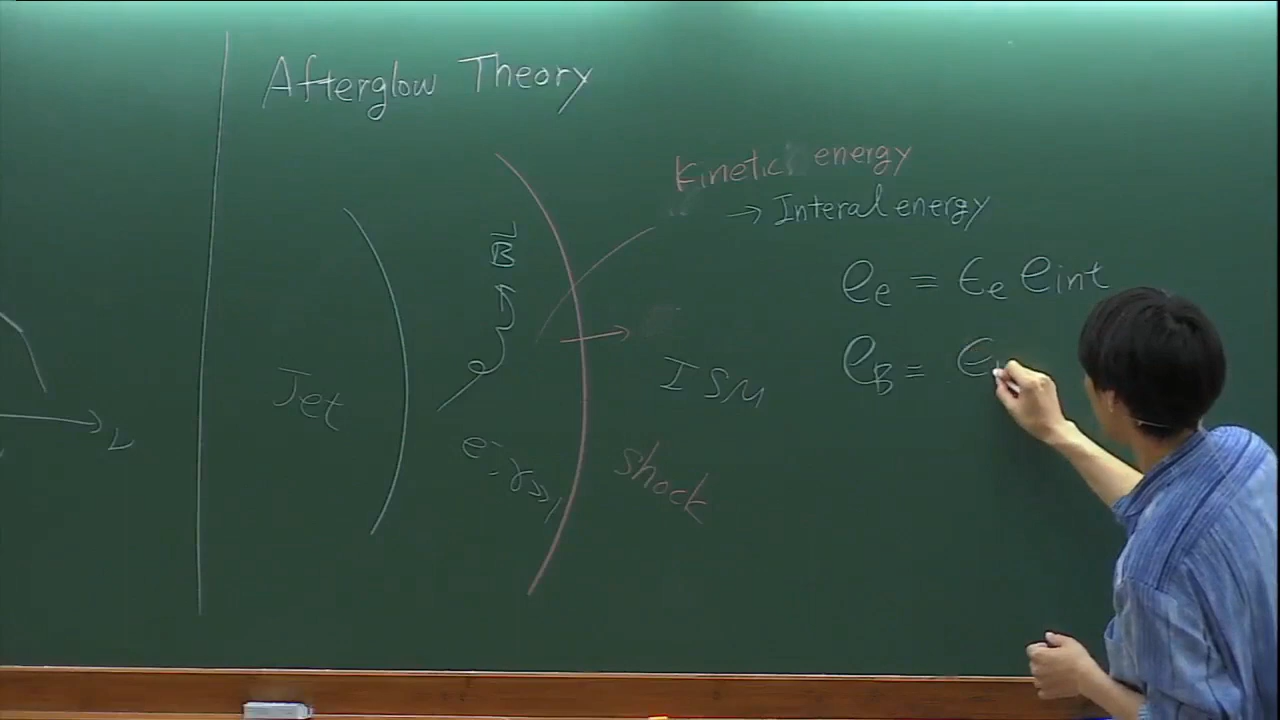 Afterglow Theory
Kinetic energy
→ Interal energy
B⃗
e_e = ϵ_e e_int
e_B = ϵ
Jet
ISM
e⁻: γ >> 1
shock
ν